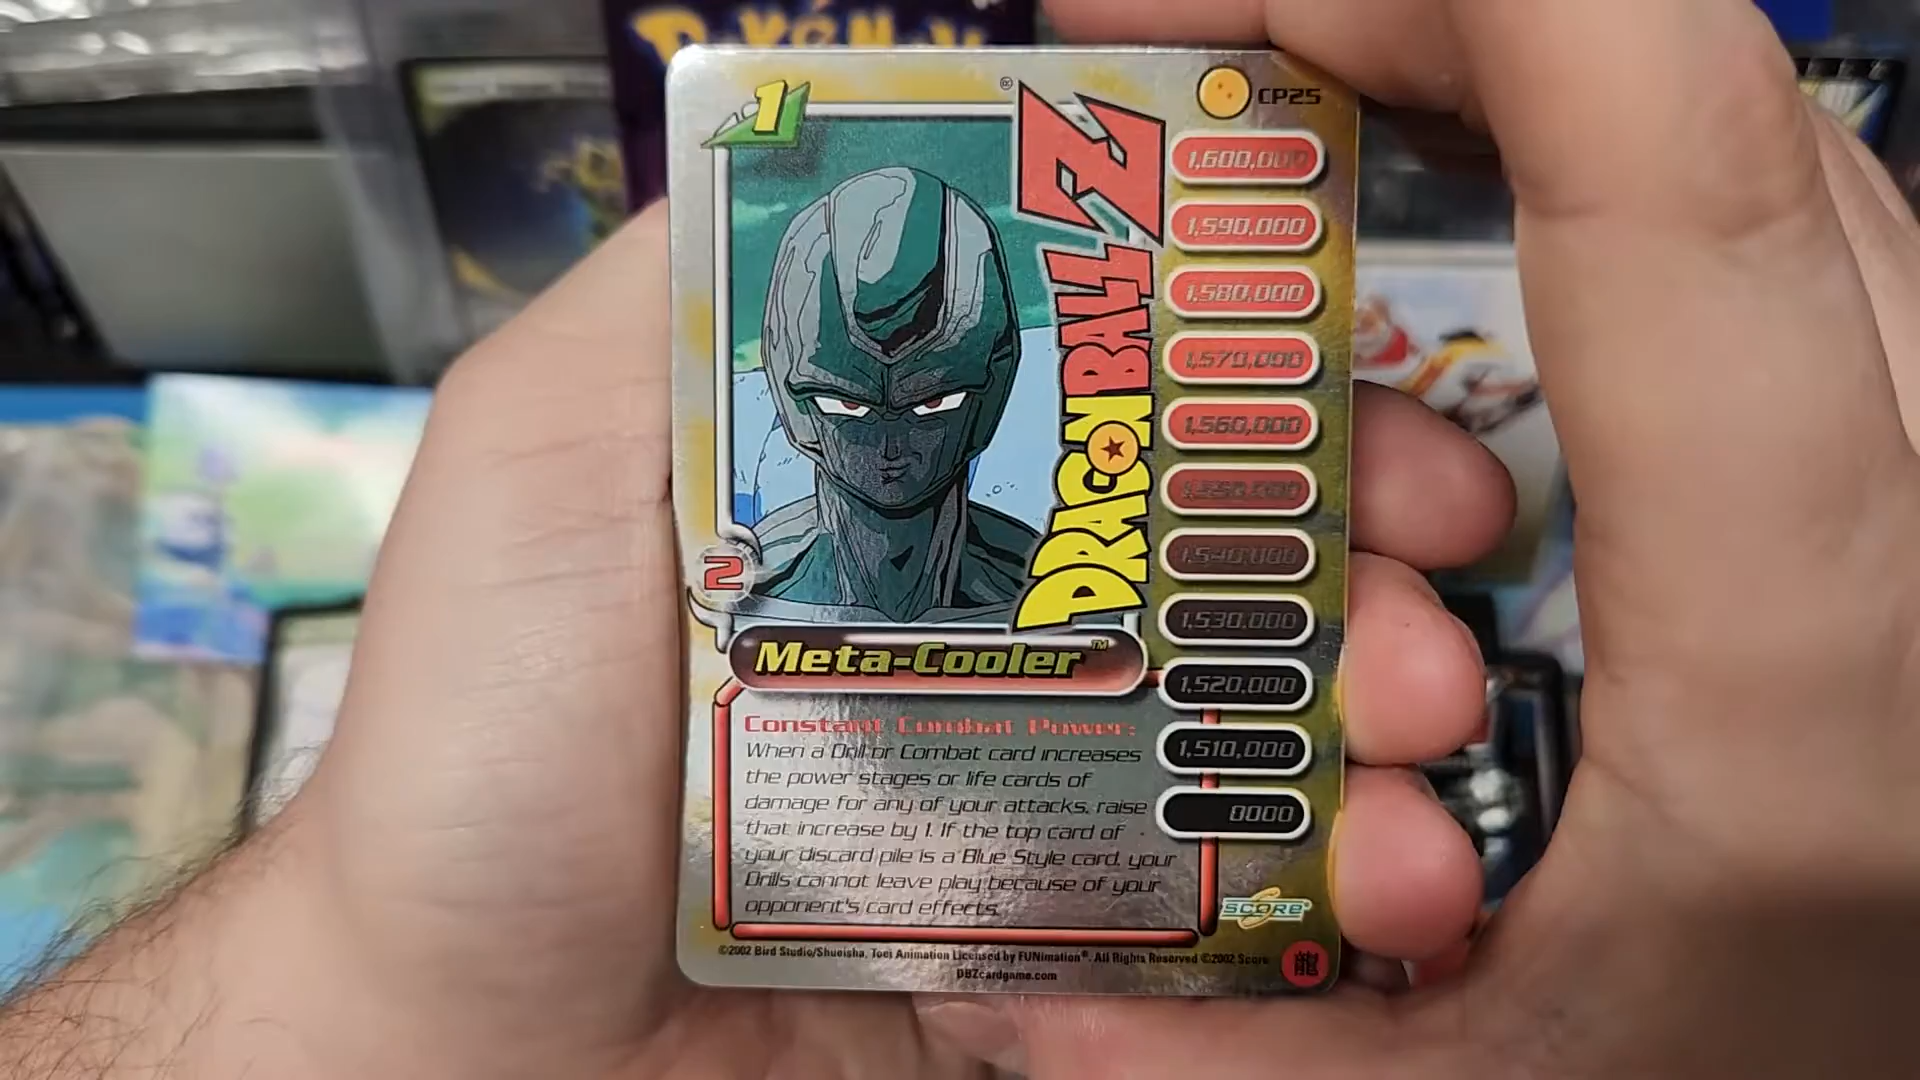 Pokémon
1
®
CP25
DRAGON BALL Z
1,600,000
1,590,000
1,580,000
1,570,000
1,560,000
1,550,000
1,540,000
1,530,000
1,520,000
1,510,000
0000
2
Meta-Cooler™
Constant Combat Power:
When a Drill or Combat card increases
the power stages or life cards of
damage for any of your attacks, raise
that increase by 1. If the top card of
your discard pile is a Blue Style card, your
Drills cannot leave play because of your
opponent's card effects.
SCORE®
©2002 Bird Studio/Shueisha, Toei Animation Licensed by FUNimation®. All Rights Reserved ©2002 Score
DBZcardgame.com
龍